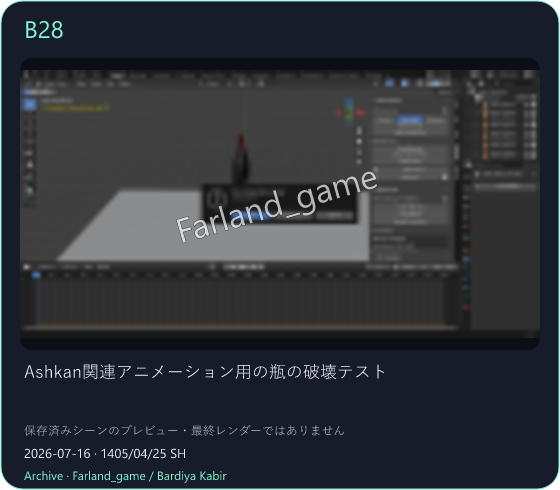 B28
Farland_game
Ashkan関連アニメーション用の瓶の破壊テスト
保存済みシーンのプレビュー・最終レンダーではありません
2026-07-16 · 1405/04/25 SH
Archive · Farland_game / Bardiya Kabir